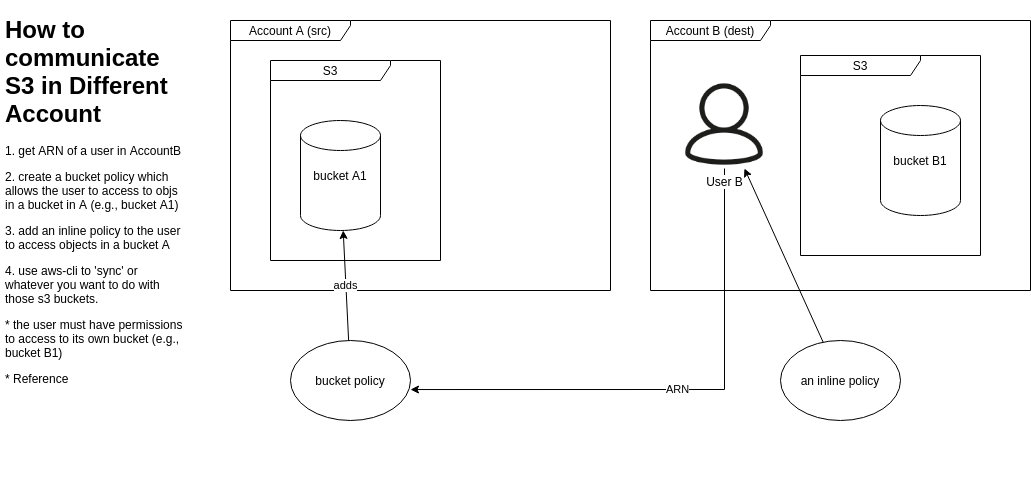 How to
communicate
S3 in Different
Account
1. get ARN of a user in AccountB
2. create a bucket policy which
allows the user to access to objs
in a bucket in A (e.g., bucket A1)
3. add an inline policy to the user
to access objects in a bucket A
4. use aws-cli to 'sync' or
whatever you want to do with
those s3 buckets.
* the user must have permissions
to access to its own bucket (e.g.,
bucket B1)
* Reference
Account A (src)
S3
bucket A1
adds
bucket policy
Account B (dest)
S3
bucket B1
User B
ARN
an inline policy